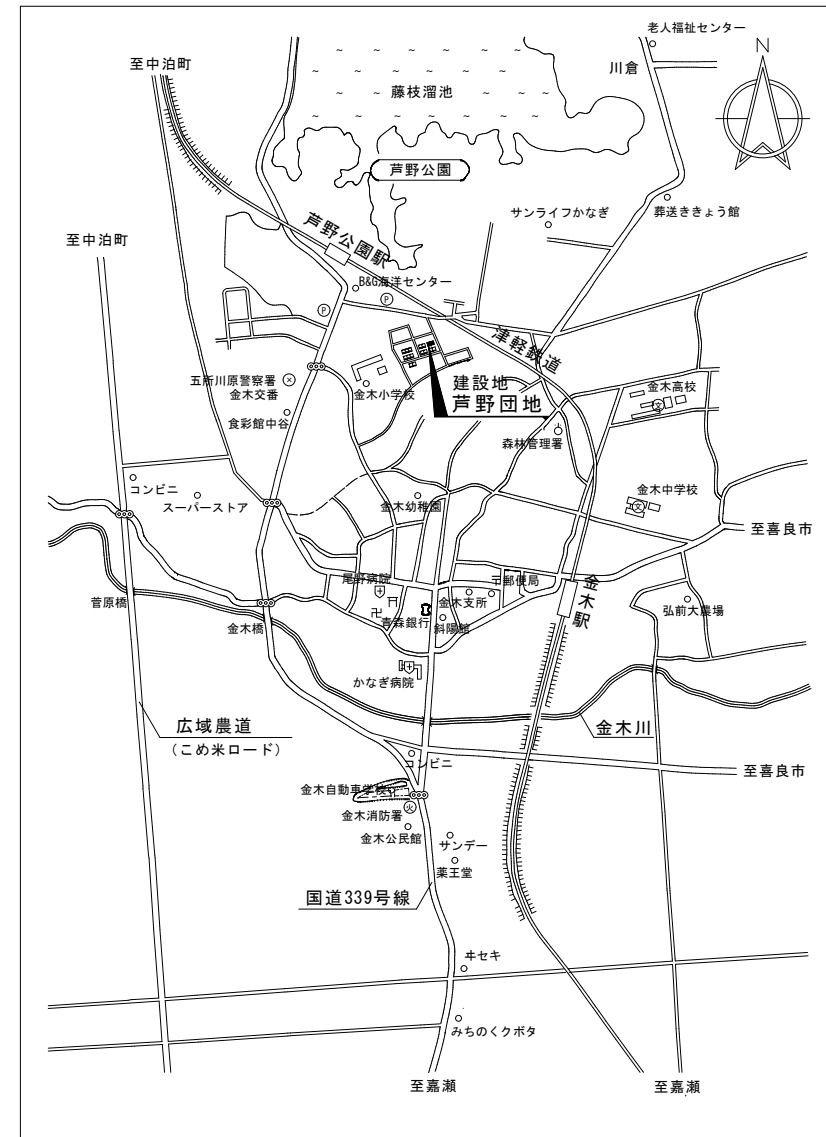 老人福祉センター
N
至中泊町
川倉
藤枝溜池
芦野公園
サンライフかなぎ
葬送ききょう館
至中泊町
芦野公園駅
B&G海洋センター
P
P
津軽鉄道
五所川原警察署
金木交番
金木小学校
建設地
芦野団地
金木高校
文
食彩館中谷
森林管理署
コンビニ
スーパーストア
金木幼稚園
金木中学校
文
至喜良市
尾野病院
金木支所
〒郵便局
金木駅
菅原橋
金木橋
卍
青森銀行
斜陽館
弘前大農場
かなぎ病院
広域農道
(こめ米ロード)
金木川
コンビニ
至喜良市
金木自動車学校
火
金木消防署
金木公民館
サンデー
薬王堂
国道339号線
ヰセキ
みちのくクボタ
至嘉瀬
至嘉瀬